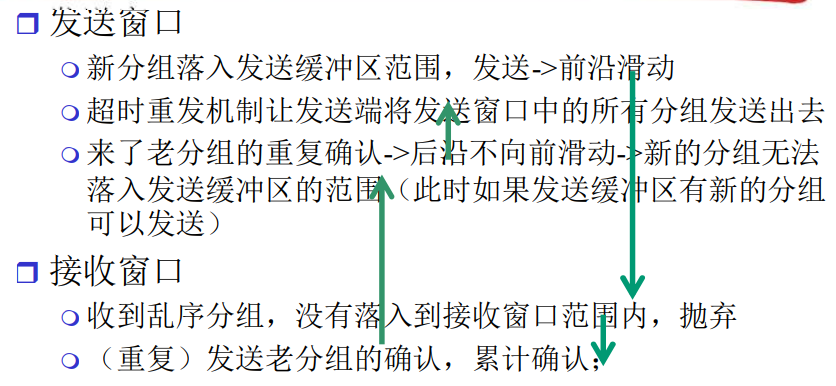 发送窗口
新分组落入发送缓冲区范围，发送->前沿滑动
超时重发机制让发送端将发送窗口中的所有分组发送出去
来了老分组的重复确认->后沿不向前滑动->新的分组无法
落入发送缓冲区的范围（此时如果发送缓冲区有新的分组
可以发送）
接收窗口
收到乱序分组，没有落入到接收窗口范围内，抛弃
（重复）发送老分组的确认，累计确认；